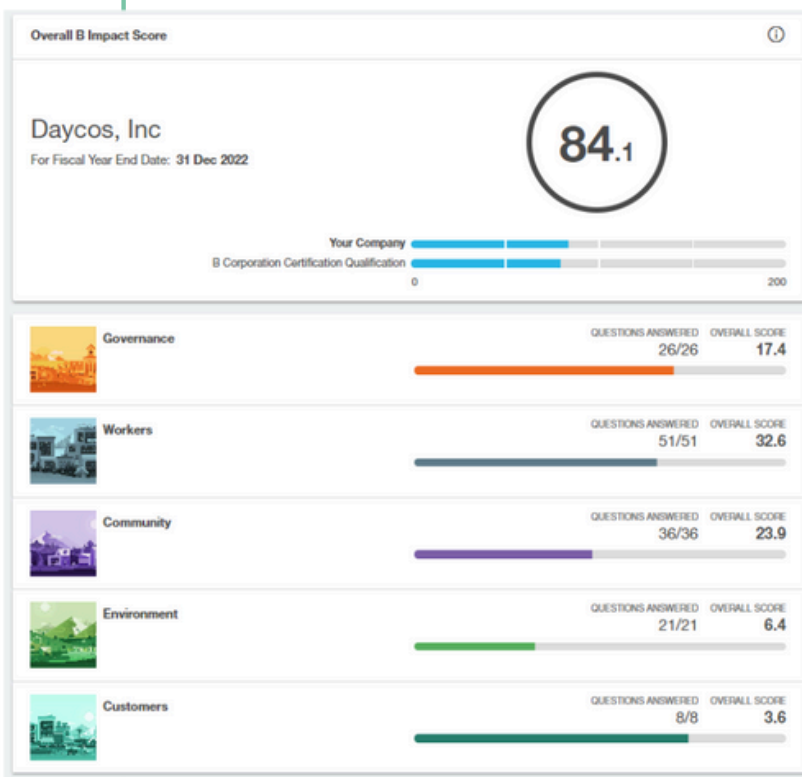 Overall B Impact Score
Daycos, Inc
For Fiscal Year End Date: 31 Dec 2022
84.1
Your Company
B Corporation Certification Qualification
0 200
Governance
QUESTIONS ANSWERED OVERALL SCORE
26/26 17.4
Workers
QUESTIONS ANSWERED OVERALL SCORE
51/51 32.6
Community
QUESTIONS ANSWERED OVERALL SCORE
36/36 23.9
Environment
QUESTIONS ANSWERED OVERALL SCORE
21/21 6.4
Customers
QUESTIONS ANSWERED OVERALL SCORE
8/8 3.6